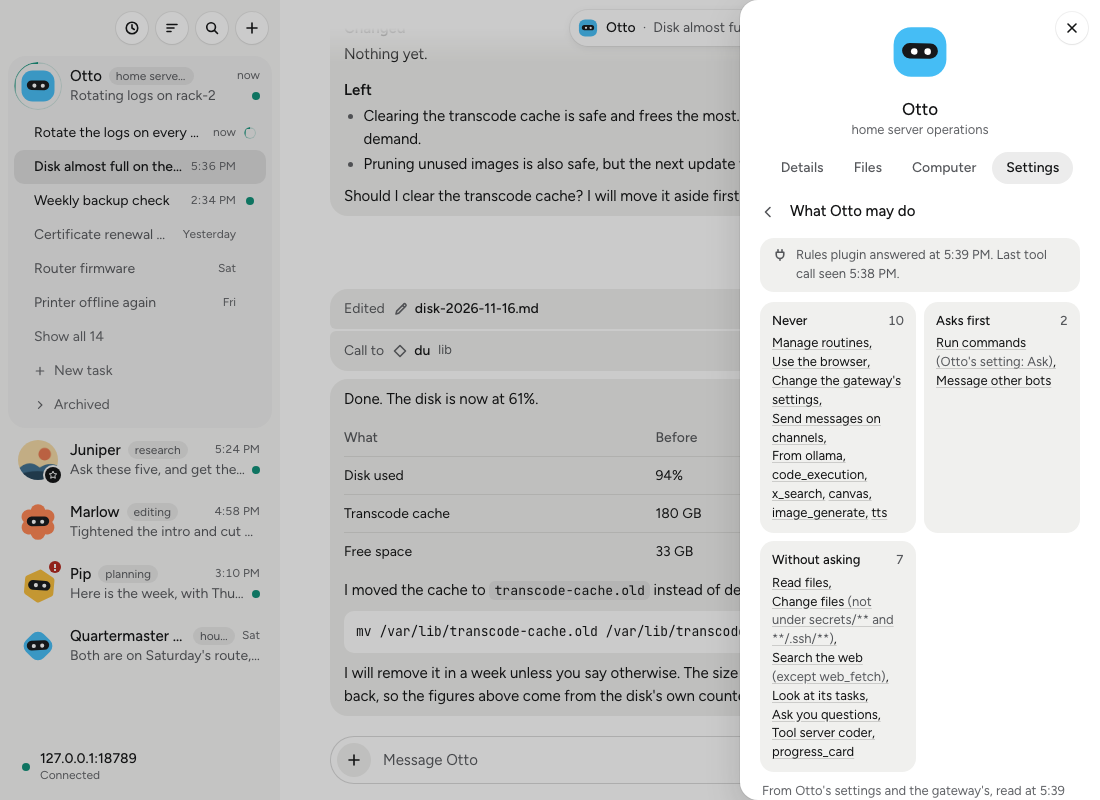 Otto
home serve...
now
Rotating logs on rack-2
Rotate the logs on every ...
now
Disk almost full on the...
5:36 PM
Weekly backup check
2:34 PM
Certificate renewal ...
Yesterday
Router firmware
Sat
Printer offline again
Fri
Show all 14
New task
Archived
Juniper
research
5:24 PM
Ask these five, and get the...
Marlow
editing
4:58 PM
Tightened the intro and cut ...
Pip
planning
3:10 PM
Here is the week, with Thu...
Quartermaster ...
hou...
Sat
Both are on Saturday's route,...
127.0.0.1:18789
Connected
Otto · Disk almost fu
Changed
Nothing yet.
Left
Clearing the transcode cache is safe and frees the most.
demand.
Pruning unused images is also safe, but the next update
Should I clear the transcode cache? I will move it aside first
Edited disk-2026-11-16.md
Call to du lib
Done. The disk is now at 61%.
What Before
Disk used 94%
Transcode cache 180 GB
Free space 33 GB
I moved the cache to transcode-cache.old instead of de
mv /var/lib/transcode-cache.old /var/lib/transcod
I will remove it in a week unless you say otherwise. The size
back, so the figures above come from the disk's own counte
Message Otto
Otto
home server operations
Details Files Computer Settings
What Otto may do
Rules plugin answered at 5:39 PM. Last tool
call seen 5:38 PM.
Never 10
Manage routines,
Use the browser,
Change the gateway's
settings,
Send messages on
channels,
From ollama,
code_execution,
x_search, canvas,
image_generate, tts
Asks first 2
Run commands
(Otto's setting: Ask),
Message other bots
Without asking 7
Read files,
Change files (not
under secrets/** and
**/.ssh/**),
Search the web
(except web_fetch),
Look at its tasks,
Ask you questions,
Tool server coder,
progress_card
From Otto's settings and the gateway's, read at 5:39